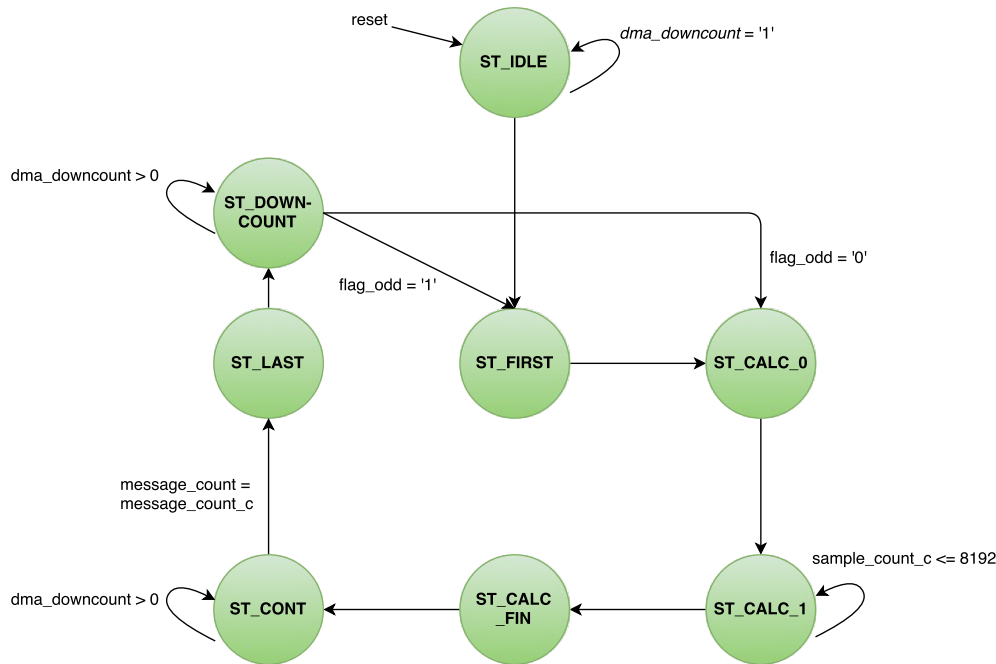 reset
dma_downcount = '1'
ST_IDLE
dma_downcount > 0
ST_DOWN-
COUNT
flag_odd = '0'
flag_odd = '1'
ST_LAST
ST_FIRST
ST_CALC_0
message_count =
message_count_c
sample_count_c <= 8192
dma_downcount > 0
ST_CONT
ST_CALC
_FIN
ST_CALC_1